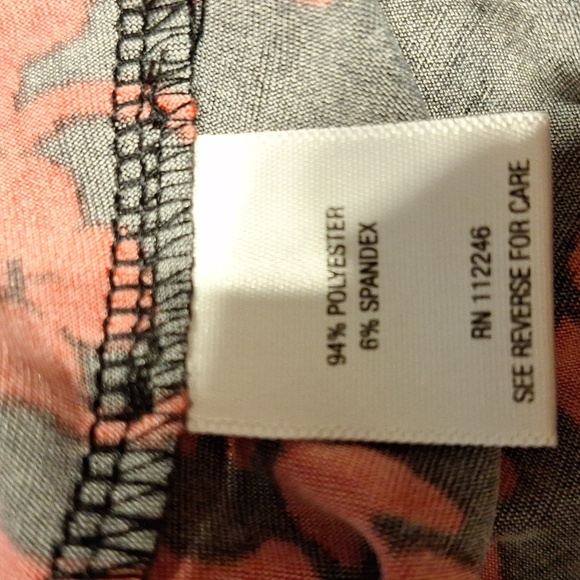 94% POLYESTER
6% SPANDEX
RN 112246
SEE REVERSE FOR CARE